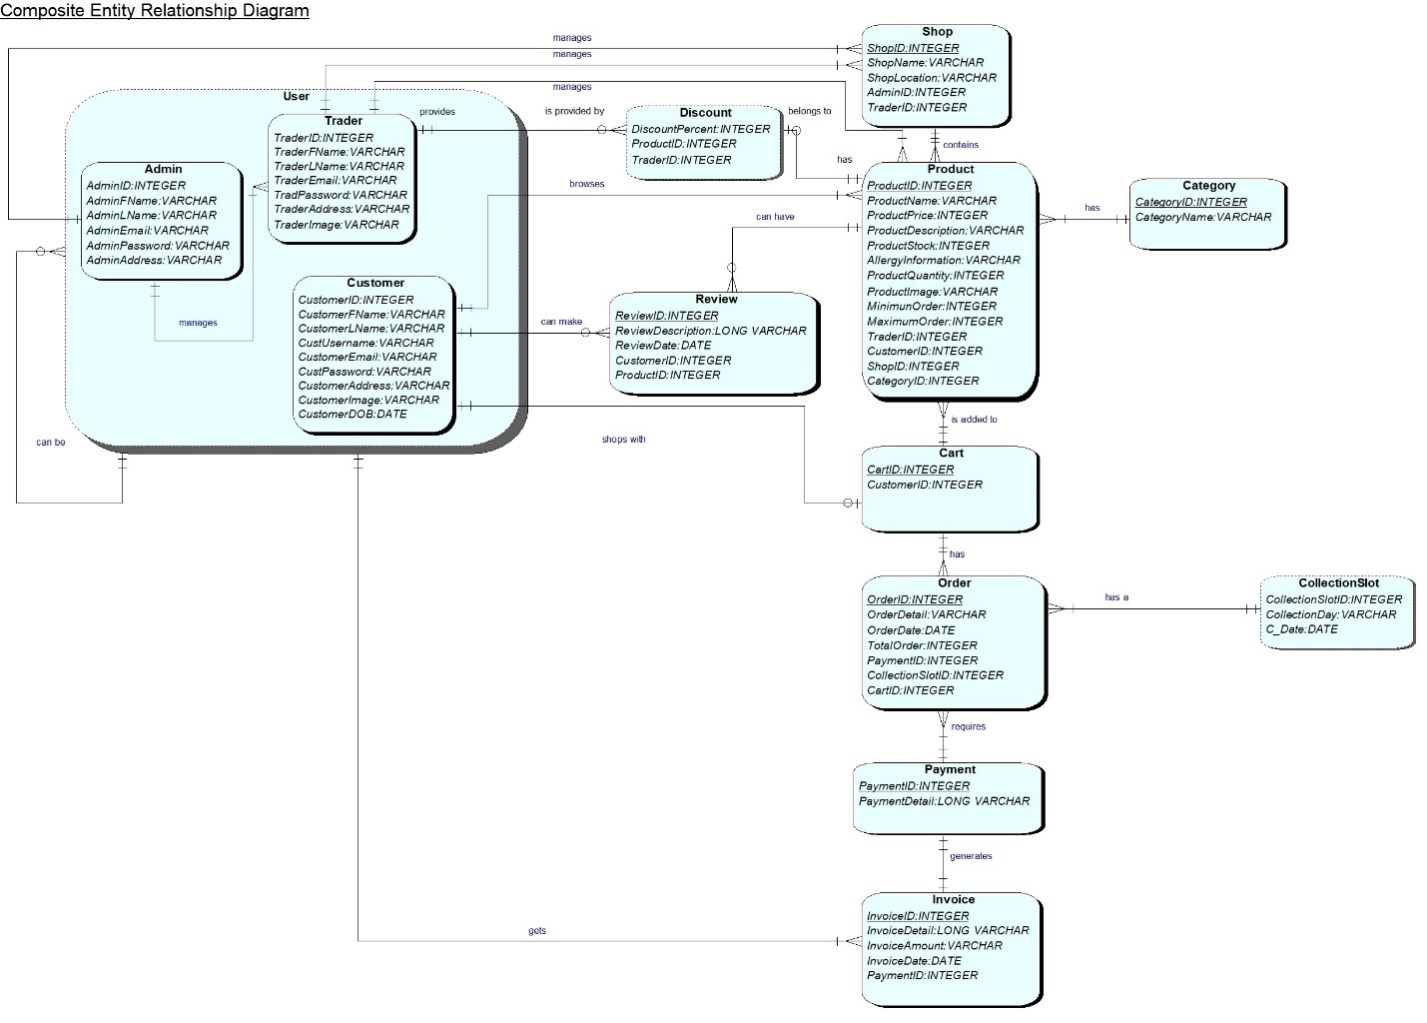 Composite Entity Relationship Diagram
manages
manages
manages
Shop
ShopID:INTEGER
ShopName:VARCHAR
ShopLocation:VARCHAR
AdminID:INTEGER
TraderID:INTEGER
contains
User
Trader
TraderID:INTEGER
TraderFName:VARCHAR
TraderLName:VARCHAR
TraderEmail:VARCHAR
TradPassword:VARCHAR
TraderAddress:VARCHAR
TraderImage:VARCHAR
provides
is provided by
Discount
DiscountPercent:INTEGER
ProductID:INTEGER
TraderID:INTEGER
belongs to
has
Admin
AdminID:INTEGER
AdminFName:VARCHAR
AdminLName:VARCHAR
AdminEmail:VARCHAR
AdminPassword:VARCHAR
AdminAddress:VARCHAR
manages
browses
can have
Product
ProductID:INTEGER
ProductName:VARCHAR
ProductPrice:INTEGER
ProductDescription:VARCHAR
ProductStock:INTEGER
AllergyInformation:VARCHAR
ProductQuantity:INTEGER
ProductImage:VARCHAR
MinimunOrder:INTEGER
MaximumOrder:INTEGER
TraderID:INTEGER
CustomerID:INTEGER
ShopID:INTEGER
CategoryID:INTEGER
has
Category
CategoryID:INTEGER
CategoryName:VARCHAR
Customer
CustomerID:INTEGER
CustomerFName:VARCHAR
CustomerLName:VARCHAR
CustUsername:VARCHAR
CustomerEmail:VARCHAR
CustPassword:VARCHAR
CustomerAddress:VARCHAR
CustomerImage:VARCHAR
CustomerDOB:DATE
can make
Review
ReviewID:INTEGER
ReviewDescription:LONG VARCHAR
ReviewDate:DATE
CustomerID:INTEGER
ProductID:INTEGER
can be
shops with
is added to
Cart
CartID:INTEGER
CustomerID:INTEGER
has
Order
OrderID:INTEGER
OrderDetail:VARCHAR
OrderDate:DATE
TotalOrder:INTEGER
PaymentID:INTEGER
CollectionSlotID:INTEGER
CartID:INTEGER
has a
CollectionSlot
CollectionSlotID:INTEGER
CollectionDay:VARCHAR
C_Date:DATE
requires
Payment
PaymentID:INTEGER
PaymentDetail:LONG VARCHAR
generates
gets
Invoice
InvoiceID:INTEGER
InvoiceDetail:LONG VARCHAR
InvoiceAmount:VARCHAR
InvoiceDate:DATE
PaymentID:INTEGER